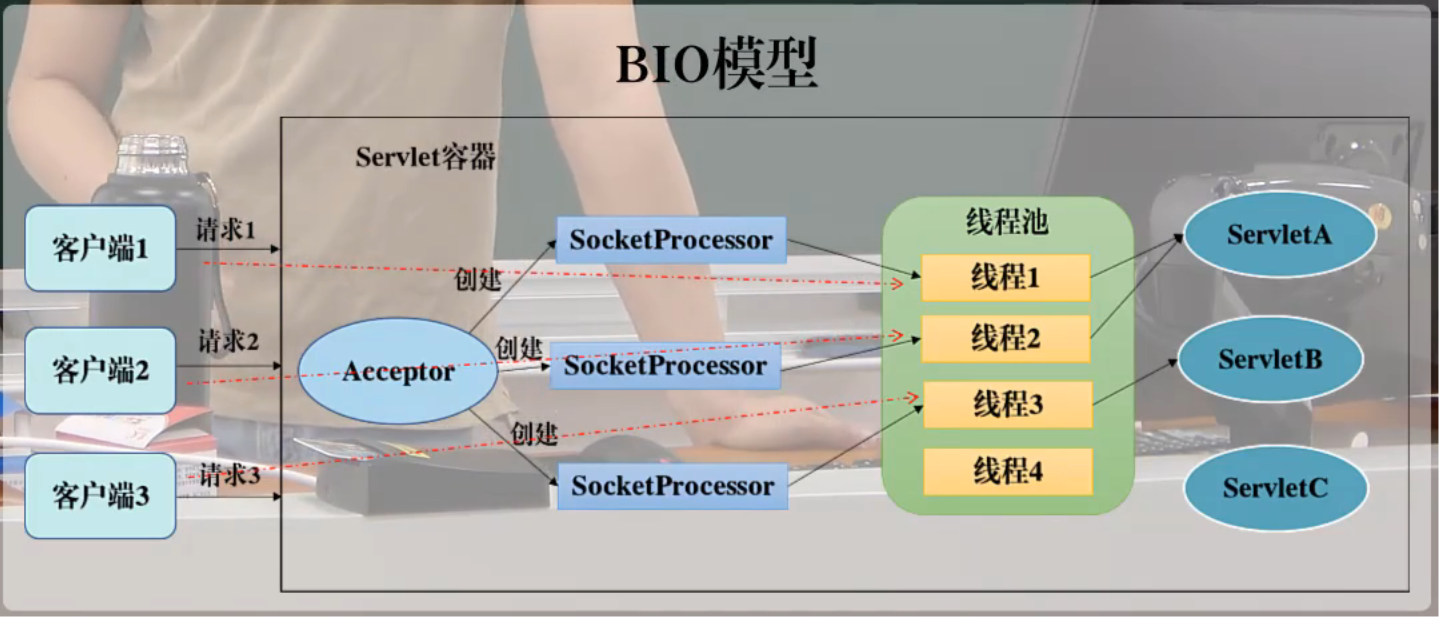 BIO模型
Servlet容器
客户端1
请求1
客户端2
请求2
客户端3
请求3
Acceptor
创建
创建
创建
SocketProcessor
SocketProcessor
SocketProcessor
线程池
线程1
线程2
线程3
线程4
ServletA
ServletB
ServletC